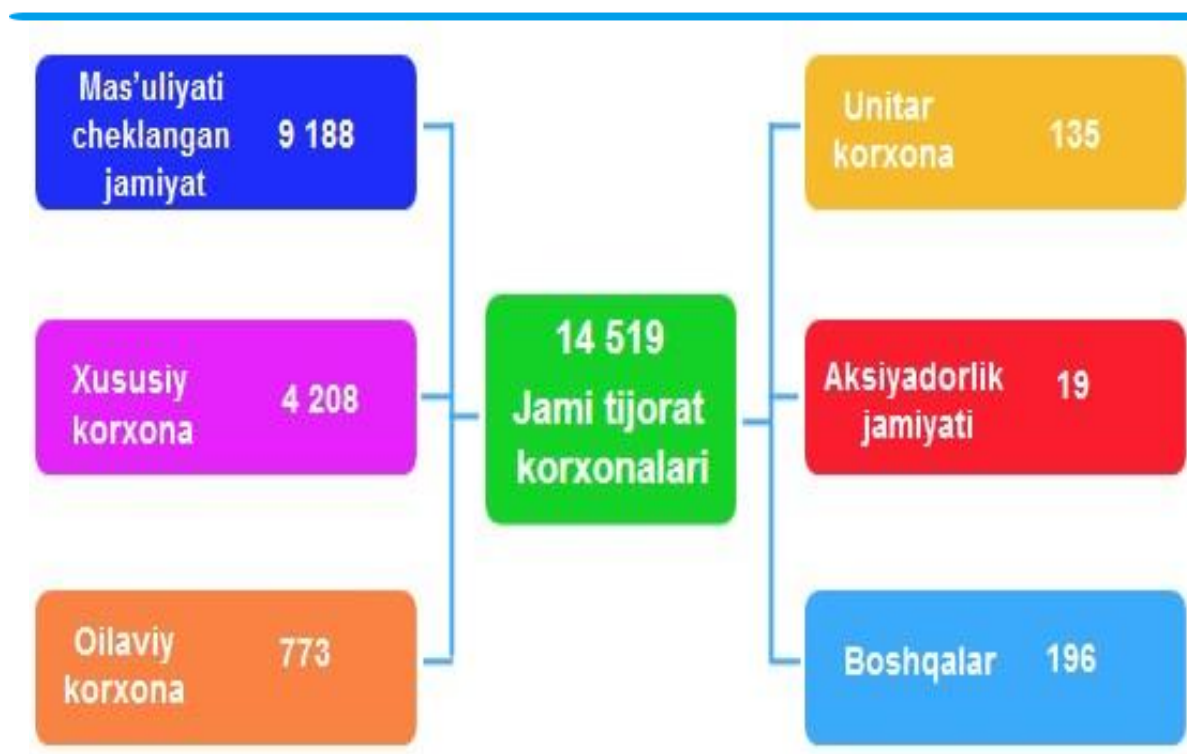 Mas’uliyati
cheklangan
jamiyat
9 188
Xususiy
korxona
4 208
Oilaviy
korxona
773
14 519
Jami tijorat
korxonalari
Unitar
korxona
135
Aksiyadorlik
jamiyati
19
Boshqalar
196